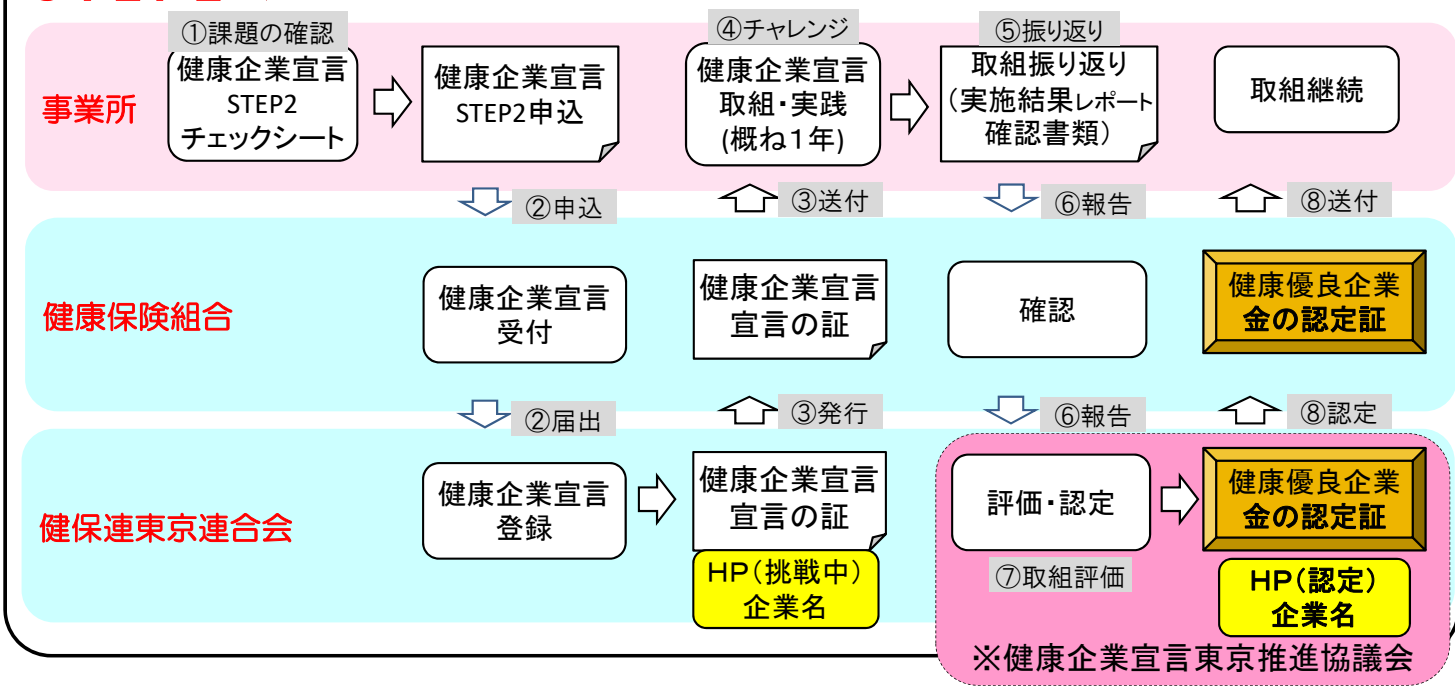 ①課題の確認
健康企業宣言
STEP2
チェックシート
健康企業宣言
STEP2申込
④チャレンジ
健康企業宣言
取組・実践
(概ね1年)
⑤振り返り
取組振り返り
(実施結果レポート
確認書類)
取組継続
事業所
②申込
③送付
⑥報告
⑧送付
健康保険組合
健康企業宣言
受付
健康企業宣言
宣言の証
確認
健康優良企業
金の認定証
②届出
③発行
⑥報告
⑧認定
健保連東京連合会
健康企業宣言
登録
健康企業宣言
宣言の証
HP(挑戦中)
企業名
評価・認定
⑦取組評価
健康優良企業
金の認定証
HP(認定)
企業名
※健康企業宣言東京推進協議会